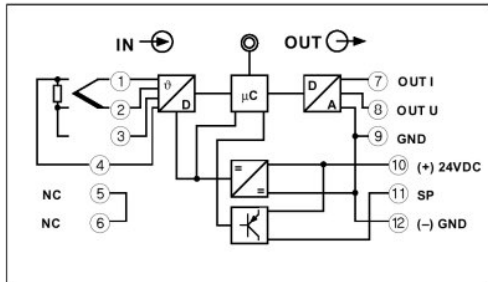 IN OUT
1 ϑ D 7 OUT I
2 µC D A 8 OUT U
3 9 GND
4 = = 10 (+) 24VDC
NC 5 11 SP
NC 6 12 (–) GND